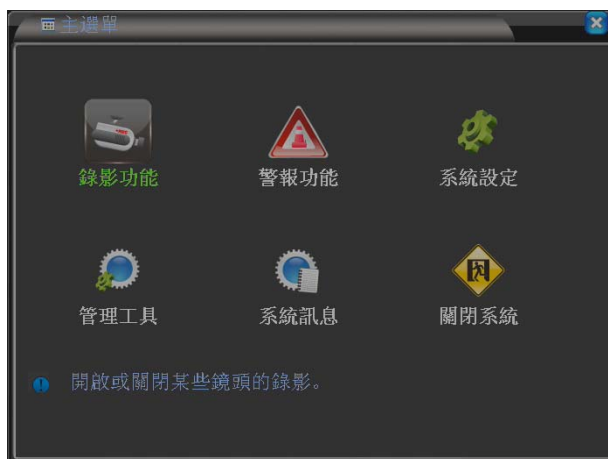 主選單
錄影功能 警報功能 系統設定
管理工具 系統訊息 關閉系統
開啟或關閉某些鏡頭的錄影。